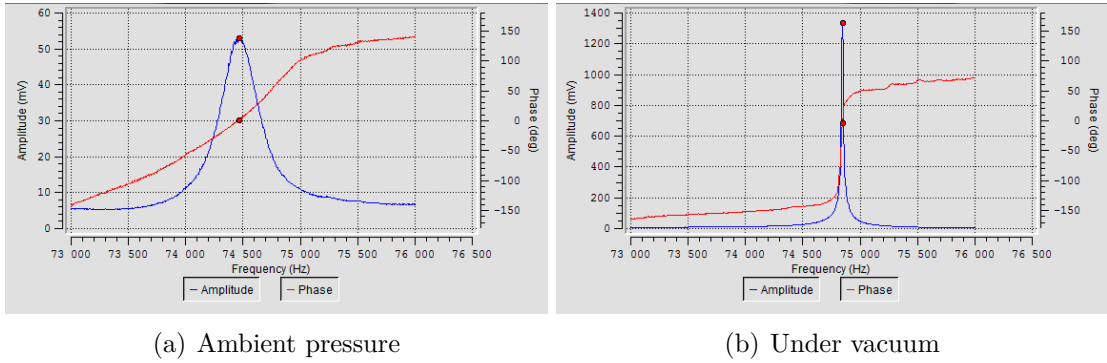 60
50
40
30
20
10
0
Amplitude (mV)
150
100
50
0
-50
-100
-150
Phase (deg)
73 000 73 500 74 000 74 500 75 000 75 500 76 000 76 500
Frequency (Hz)
Amplitude Phase
(a) Ambient pressure
1400
1200
1000
800
600
400
200
0
Amplitude (mV)
150
100
50
0
-50
-100
-150
Phase (deg)
73 000 73 500 74 000 74 500 75 000 75 500 76 000 76 500
Frequency (Hz)
Amplitude Phase
(b) Under vacuum